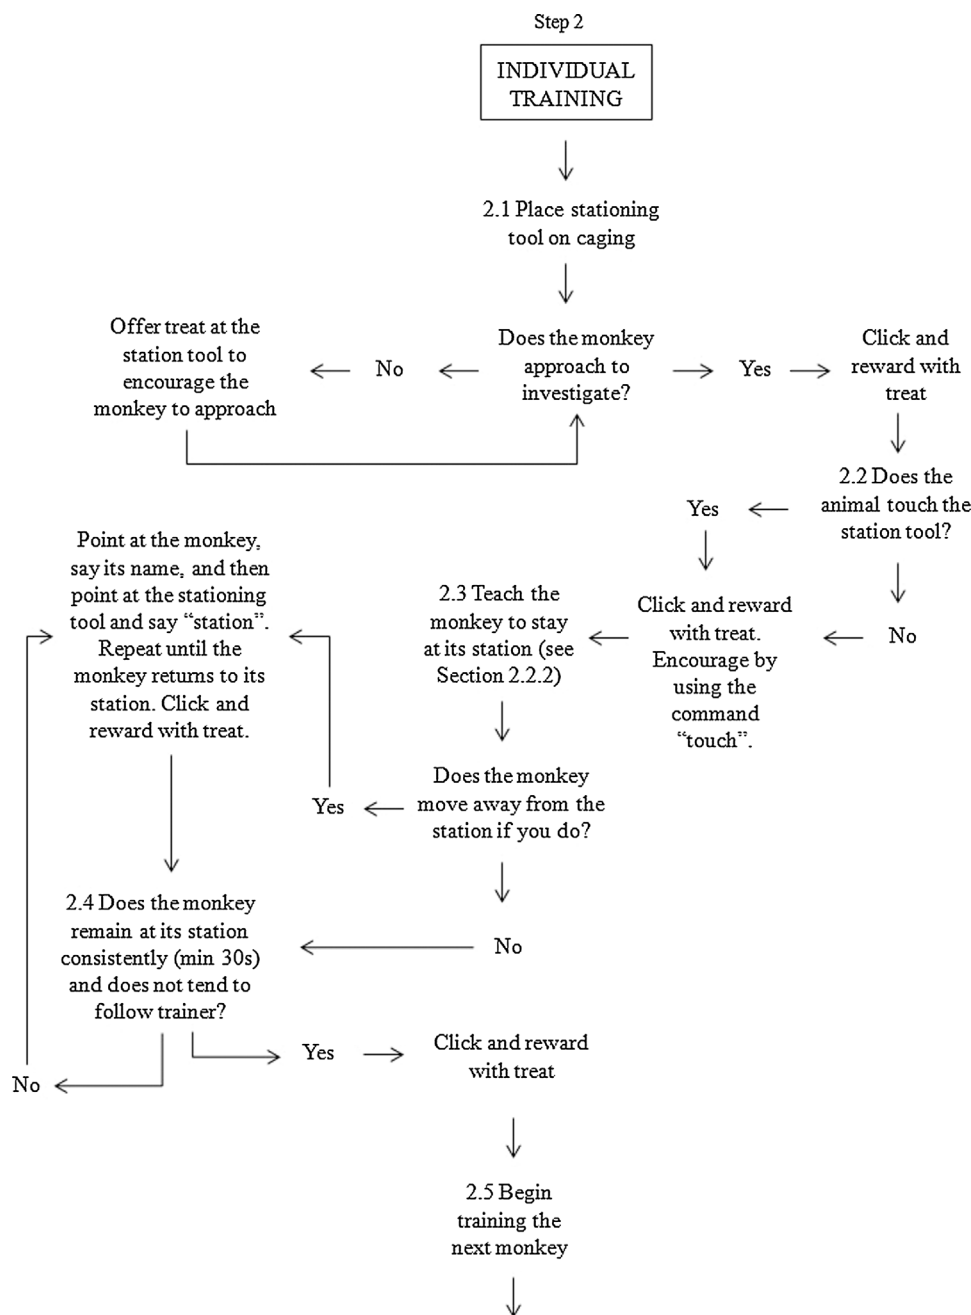 Step 2
INDIVIDUAL
TRAINING
2.1 Place stationing
tool on caging
Offer treat at the
station tool to
encourage the
monkey to approach
No
Does the monkey
approach to
investigate?
Yes
Click and
reward with
treat
2.2 Does the
animal touch the
station tool?
Yes
No
Click and reward
with treat.
Encourage by
using the
command
“touch”.
2.3 Teach the
monkey to stay
at its station (see
Section 2.2.2)
Point at the monkey,
say its name, and then
point at the stationing
tool and say “station”.
Repeat until the
monkey returns to its
station. Click and
reward with treat.
Does the monkey
move away from the
station if you do?
Yes
No
2.4 Does the monkey
remain at its station
consistently (min 30s)
and does not tend to
follow trainer?
No
Yes
Click and reward
with treat
2.5 Begin
training the
next monkey